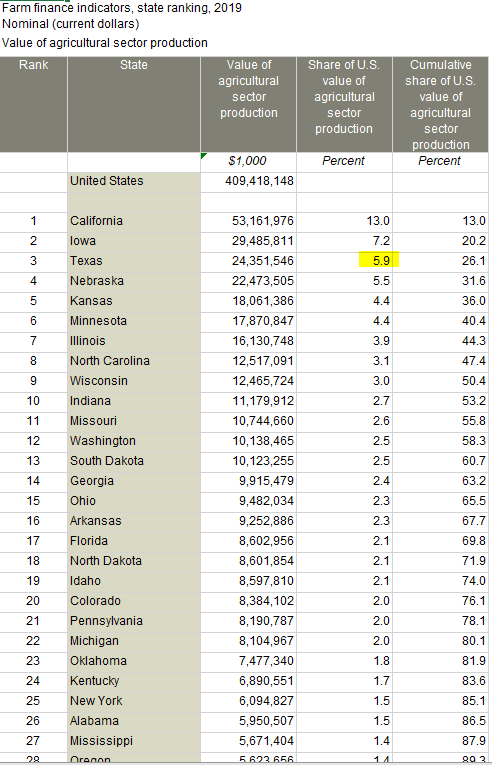 Farm finance indicators, state ranking, 2019
Nominal (current dollars)
Value of agricultural sector production
Rank State Value of agricultural sector production Share of U.S. value of agricultural sector production Cumulative share of U.S. value of agricultural sector production
$1,000 Percent Percent
United States 409,418,148
1 California 53,161,976 13.0 13.0
2 Iowa 29,485,811 7.2 20.2
3 Texas 24,351,546 5.9 26.1
4 Nebraska 22,473,505 5.5 31.6
5 Kansas 18,061,386 4.4 36.0
6 Minnesota 17,870,847 4.4 40.4
7 Illinois 16,130,748 3.9 44.3
8 North Carolina 12,517,091 3.1 47.4
9 Wisconsin 12,465,724 3.0 50.4
10 Indiana 11,179,912 2.7 53.2
11 Missouri 10,744,660 2.6 55.8
12 Washington 10,138,465 2.5 58.3
13 South Dakota 10,123,255 2.5 60.7
14 Georgia 9,915,479 2.4 63.2
15 Ohio 9,482,034 2.3 65.5
16 Arkansas 9,252,886 2.3 67.7
17 Florida 8,602,956 2.1 69.8
18 North Dakota 8,601,854 2.1 71.9
19 Idaho 8,597,810 2.1 74.0
20 Colorado 8,384,102 2.0 76.1
21 Pennsylvania 8,190,787 2.0 78.1
22 Michigan 8,104,967 2.0 80.1
23 Oklahoma 7,477,340 1.8 81.9
24 Kentucky 6,890,551 1.7 83.6
25 New York 6,094,827 1.5 85.1
26 Alabama 5,950,507 1.5 86.5
27 Mississippi 5,671,404 1.4 87.9
28 Oregon 5,623,656 1.4 89.3